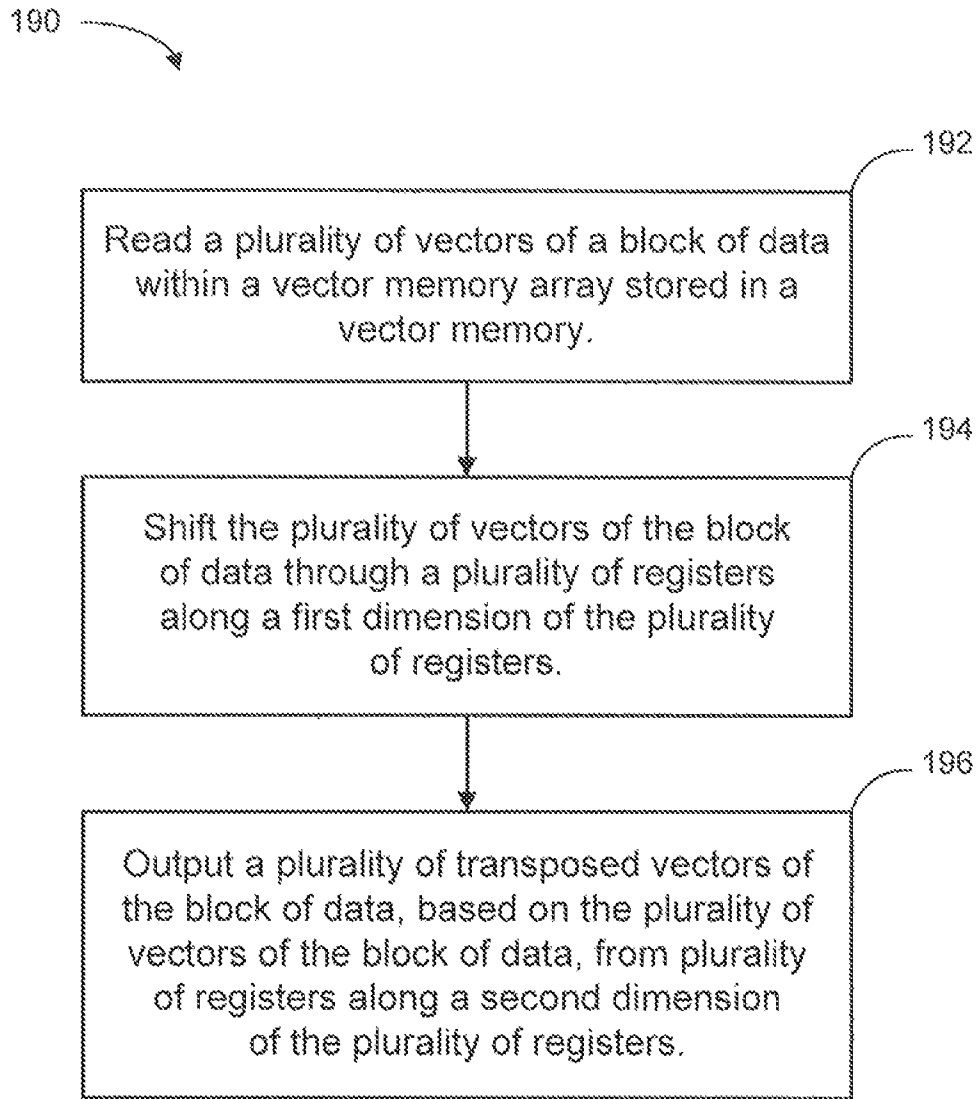 190
192
Read a plurality of vectors of a block of data
within a vector memory array stored in a
vector memory.
194
Shift the plurality of vectors of the block
of data through a plurality of registers
along a first dimension of the plurality
of registers.
196
Output a plurality of transposed vectors of
the block of data, based on the plurality of
vectors of the block of data, from plurality
of registers along a second dimension
of the plurality of registers.